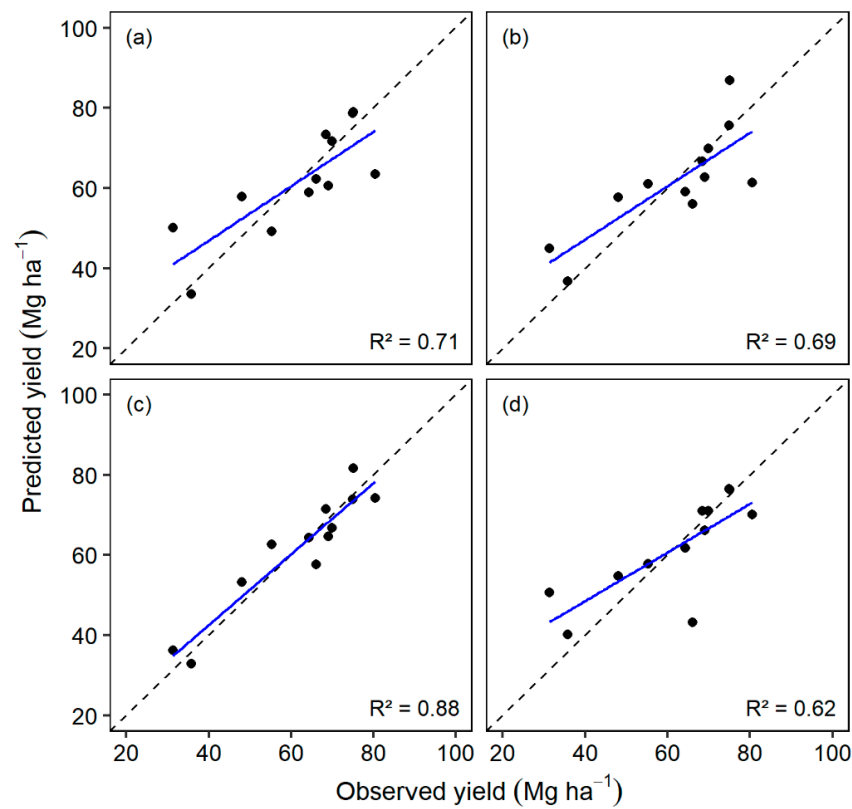 (a)
(b)
100
80
60
40
20
R² = 0.71
R² = 0.69
(c)
(d)
100
80
60
40
20
R² = 0.88
R² = 0.62
20 40 60 80 100
20 40 60 80 100
Predicted yield (Mg ha⁻¹)
Observed yield (Mg ha⁻¹)